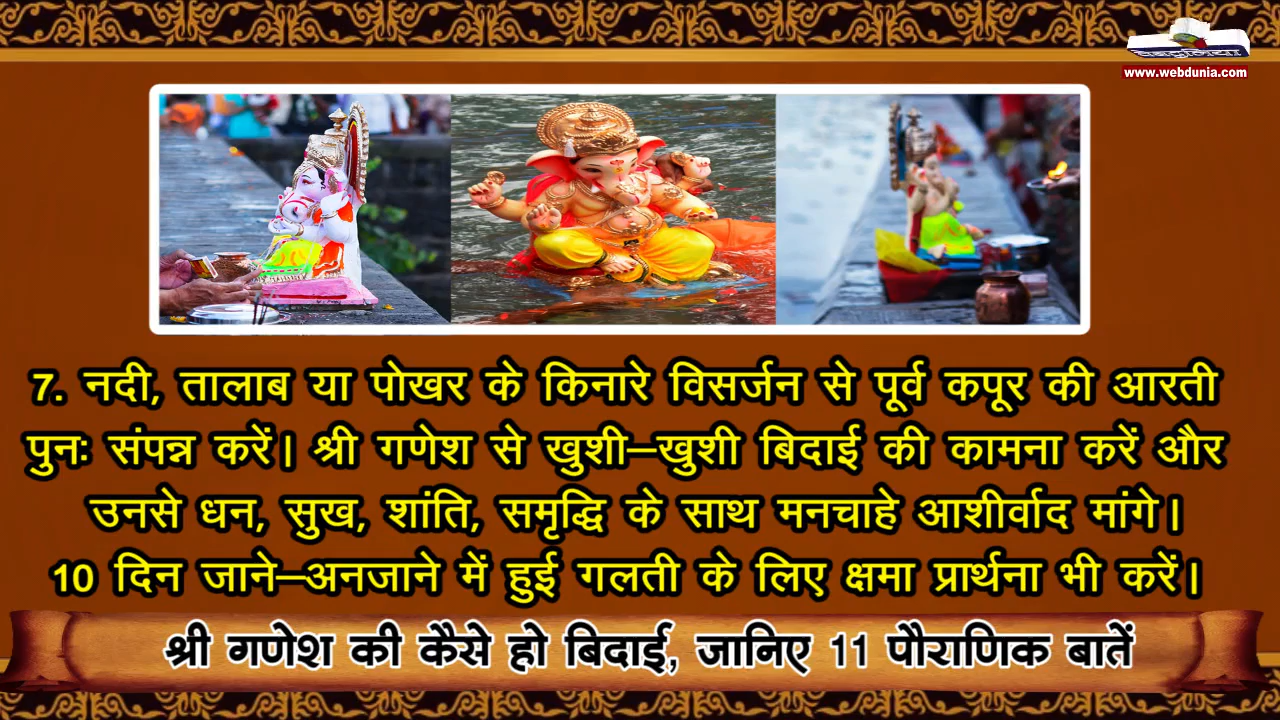 वेबदुनिया
www.webdunia.com
7. नदी, तालाब या पोखर के किनारे विसर्जन से पूर्व कपूर की आरती
पुनः संपन्न करें। श्री गणेश से खुशी–खुशी बिदाई की कामना करें और
उनसे धन, सुख, शांति, समृद्धि के साथ मनचाहे आशीर्वाद मांगे।
10 दिन जाने–अनजाने में हुई गलती के लिए क्षमा प्रार्थना भी करें।
श्री गणेश की कैसे हो बिदाई, जानिए 11 पौराणिक बातें